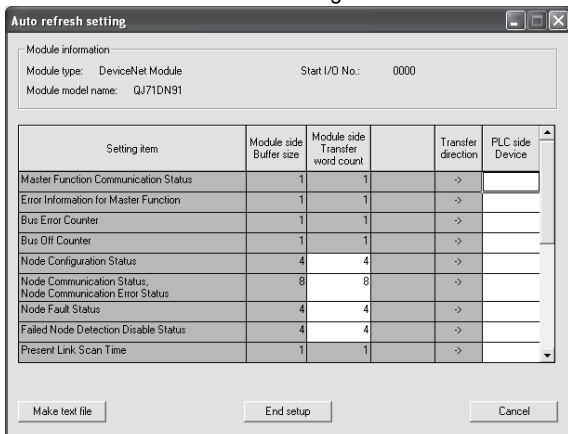 Auto refresh setting
Module information
Module type: DeviceNet Module Start I/O No.: 0000
Module model name: QJ71DN91
Setting item Module side Buffer size Module side Transfer word count Transfer direction PLC side Device
Master Function Communication Status 1 1 ->
Error Information for Master Function 1 1 ->
Bus Error Counter 1 1 ->
Bus Off Counter 1 1 ->
Node Configuration Status 4 4 ->
Node Communication Status,
Node Communication Error Status 8 8 ->
Node Fault Status 4 4 ->
Failed Node Detection Disable Status 4 4 ->
Present Link Scan Time 1 1 ->
Make text file End setup Cancel